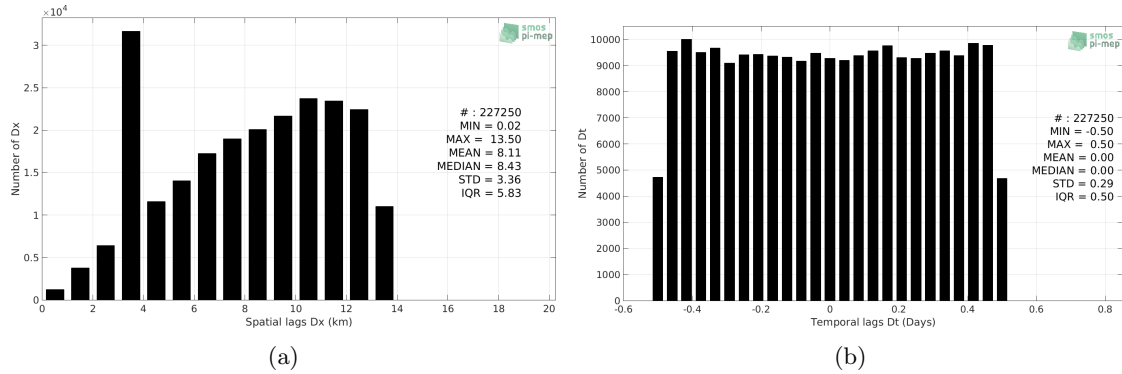 ×10⁴
3
2.5
2
1.5
1
0.5
0
0 2 4 6 8 10 12 14 16 18 20
Number of Dx
Spatial lags Dx (km)
smos
pi-mep
# : 227250
MIN = 0.02
MAX = 13.50
MEAN = 8.11
MEDIAN = 8.43
STD = 3.36
IQR = 5.83
(a)
10000
9000
8000
7000
6000
5000
4000
3000
2000
1000
0
-0.6 -0.4 -0.2 0 0.2 0.4 0.6 0.8
Number of Dt
Temporal lags Dt (Days)
smos
pi-mep
# : 227250
MIN = -0.50
MAX = 0.50
MEAN = 0.00
MEDIAN = 0.00
STD = 0.29
IQR = 0.50
(b)